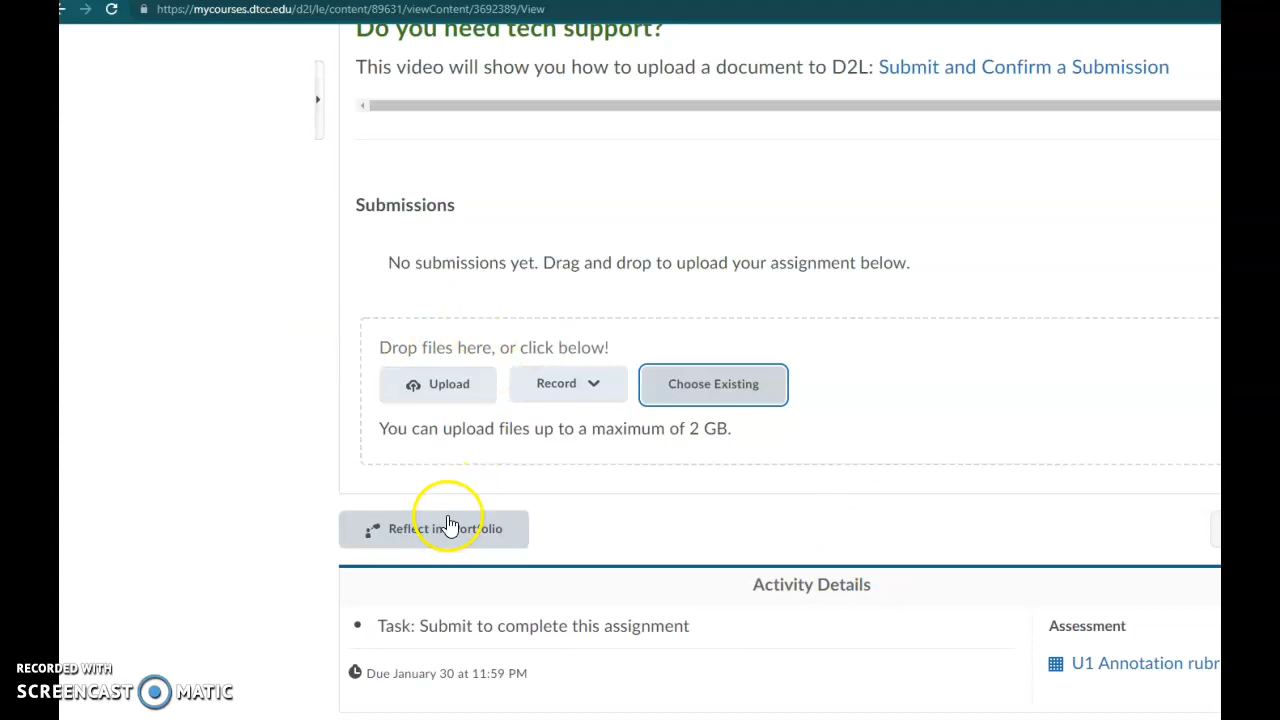 https://mycourses.dtcc.edu/d2l/le/content/89631/viewContent/3692389/View
Do you need tech support?
This video will show you how to upload a document to D2L: Submit and Confirm a Submission
Submissions
No submissions yet. Drag and drop to upload your assignment below.
Drop files here, or click below!
Upload
Record
Choose Existing
You can upload files up to a maximum of 2 GB.
Reflect in Portfolio
Activity Details
Task: Submit to complete this assignment
Assessment
U1 Annotation rubr
Due January 30 at 11:59 PM
RECORDED WITH
SCREENCAST MATIC